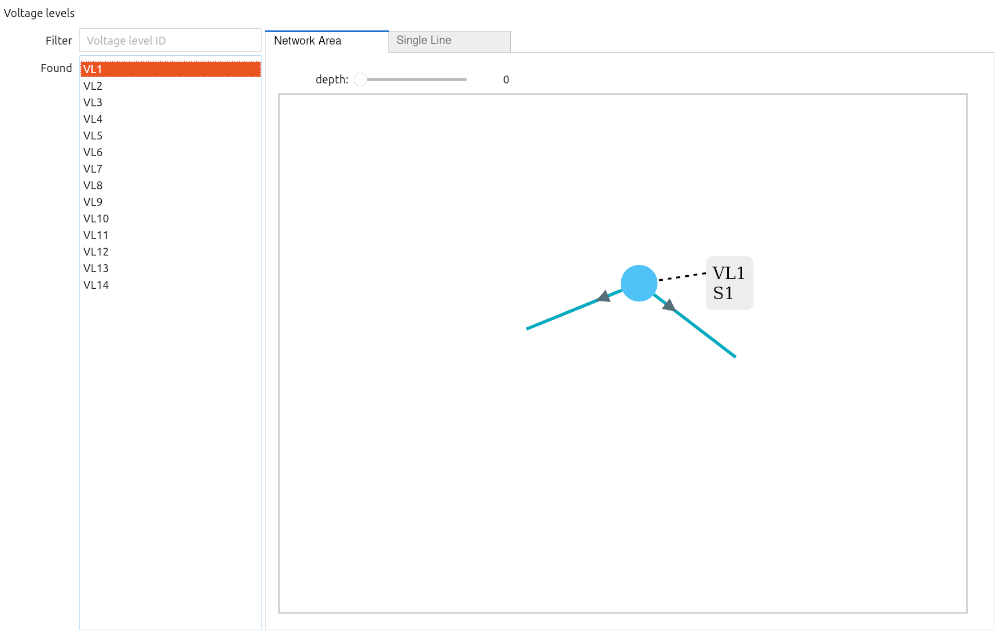 Voltage levels
Filter Voltage level ID
Network Area Single Line
Found
VL1
VL2
VL3
VL4
VL5
VL6
VL7
VL8
VL9
VL10
VL11
VL12
VL13
VL14
depth: 0
VL1
S1